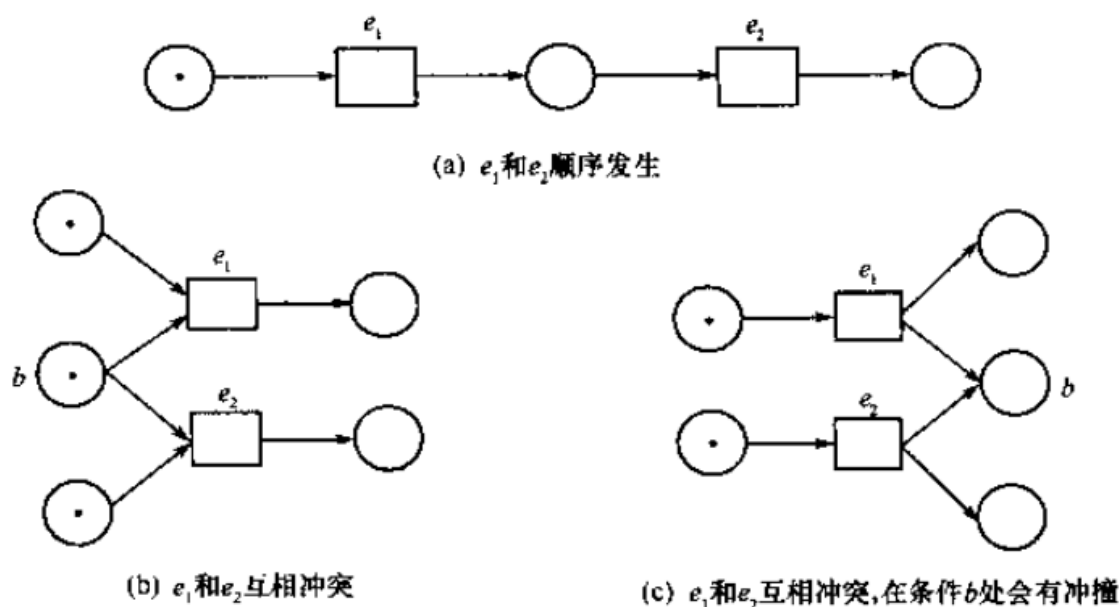 e₁ e₂
(a) e₁和e₂顺序发生
e₁
b
e₂
(b) e₁和e₂互相冲突
e₁
b
e₂
(c) e₁和e₂互相冲突,在条件b处会有冲撞